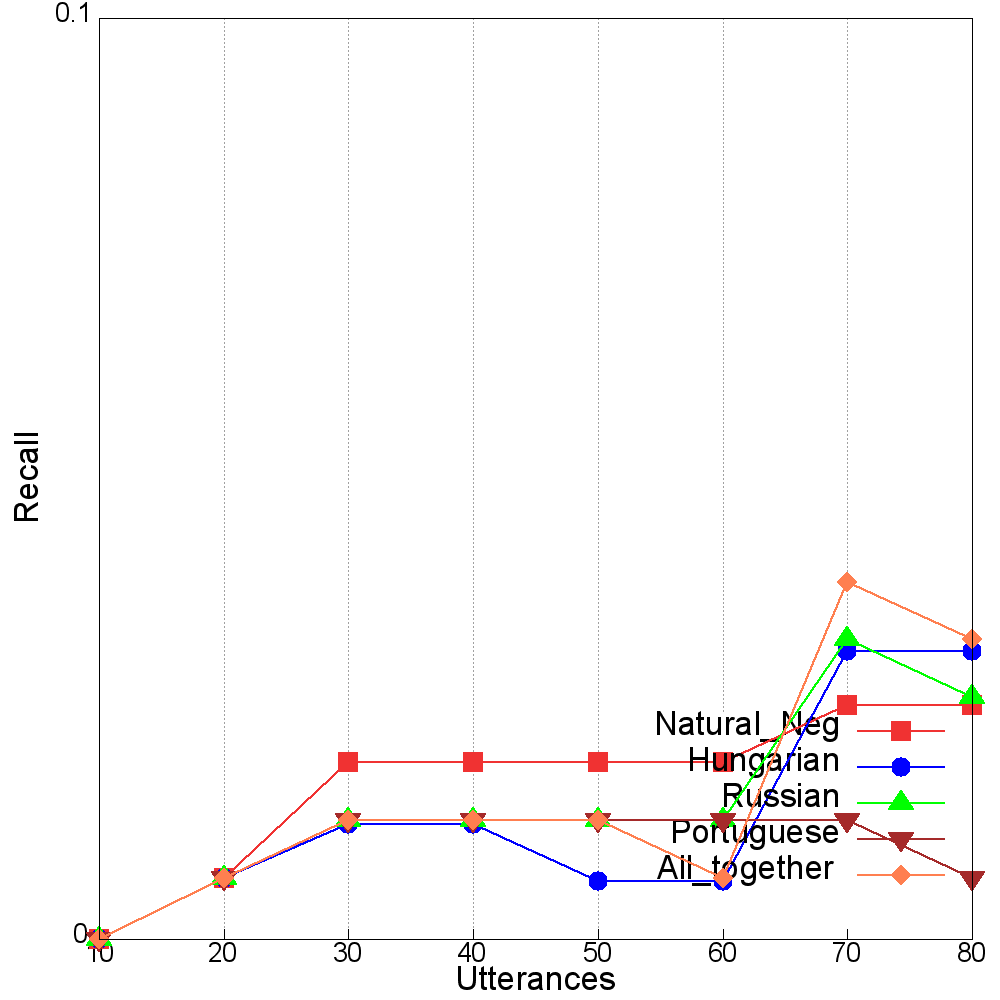 0.1
Recall
Natural_Neg
Hungarian
Russian
Portuguese
All_together
0
10 20 30 40 50 60 70 80
Utterances